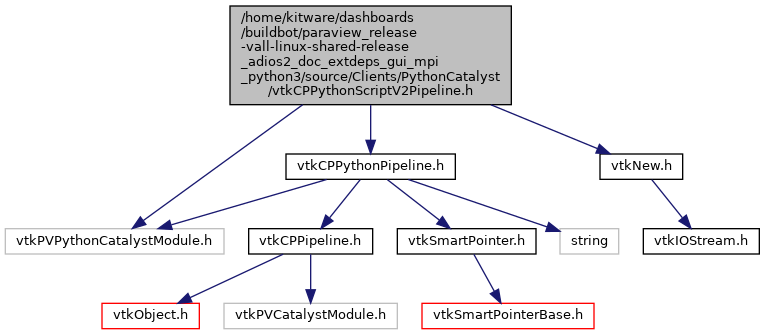 /home/kitware/dashboards
/buildbot/paraview_release
-vall-linux-shared-release
_adios2_doc_extdeps_gui_mpi
_python3/source/Clients/PythonCatalyst
/vtkCPPythonScriptV2Pipeline.h
vtkCPPythonPipeline.h
vtkNew.h
vtkPVPythonCatalystModule.h
vtkCPPipeline.h
vtkSmartPointer.h
string
vtkIOStream.h
vtkObject.h
vtkPVCatalystModule.h
vtkSmartPointerBase.h